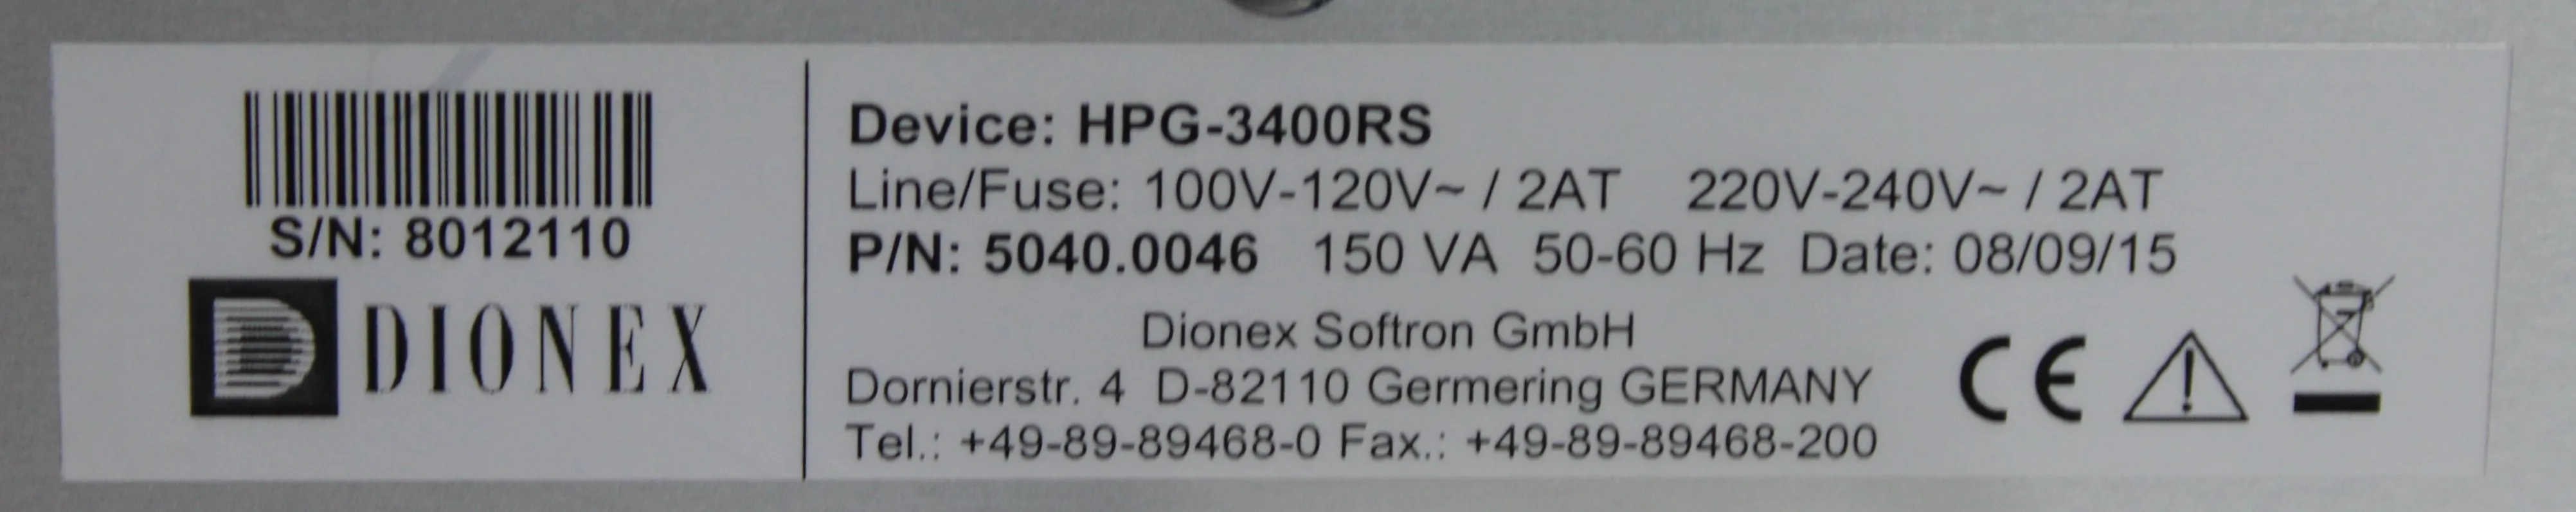 S/N: 8012110
DIONEX
Device: HPG-3400RS
Line/Fuse: 100V-120V~ / 2AT 220V-240V~ / 2AT
P/N: 5040.0046 150 VA 50-60 Hz Date: 08/09/15
Dionex Softron GmbH
Dornierstr. 4 D-82110 Germering GERMANY
Tel.: +49-89-89468-0 Fax.: +49-89-89468-200
CE